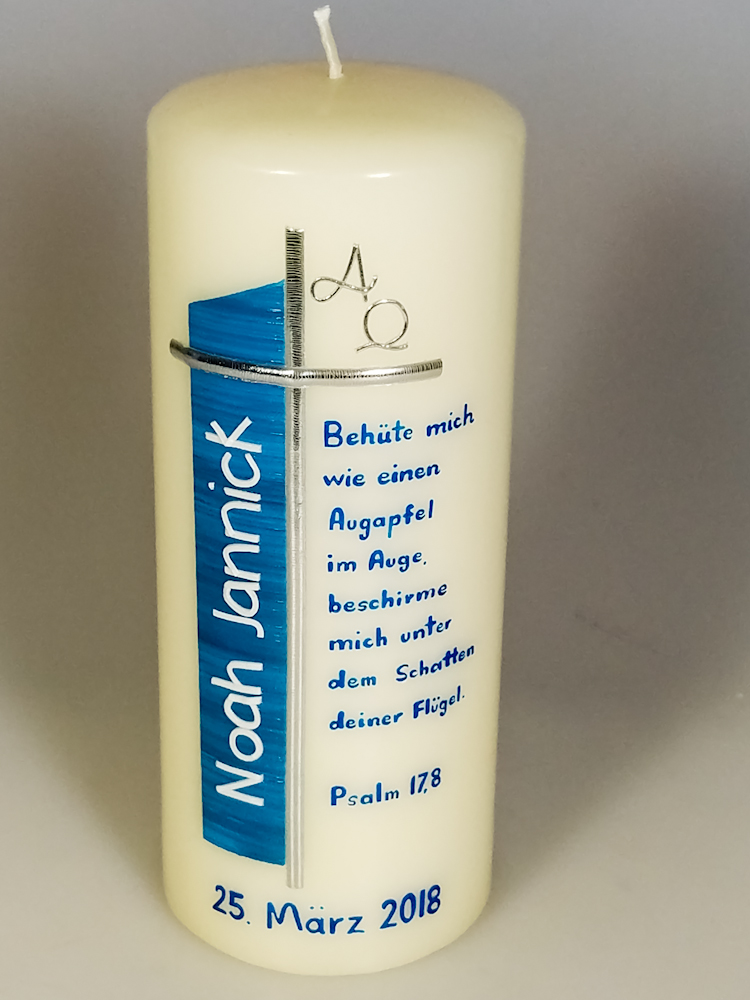 Noah Jannick
Α
Ω
Behüte mich
wie einen
Augapfel
im Auge,
beschirme
mich unter
dem Schatten
deiner Flügel.
Psalm 17,8
25. März 2018